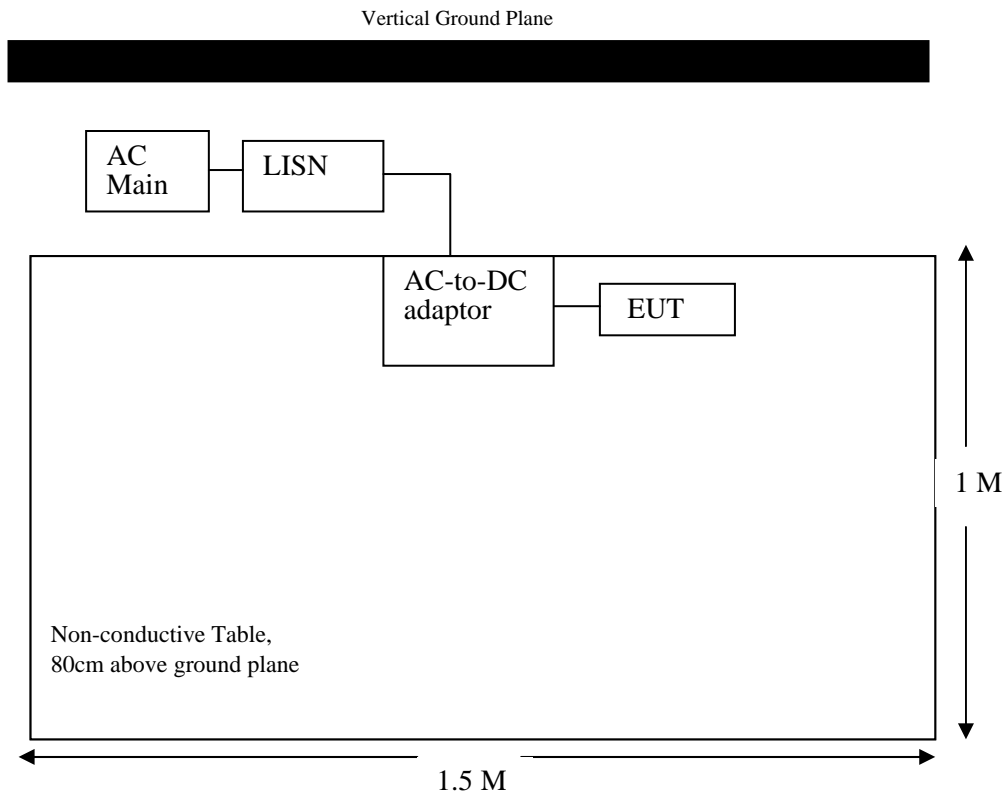 Vertical Ground Plane
AC
Main
LISN
AC-to-DC
adaptor
EUT
1 M
Non-conductive Table,
80cm above ground plane
1.5 M